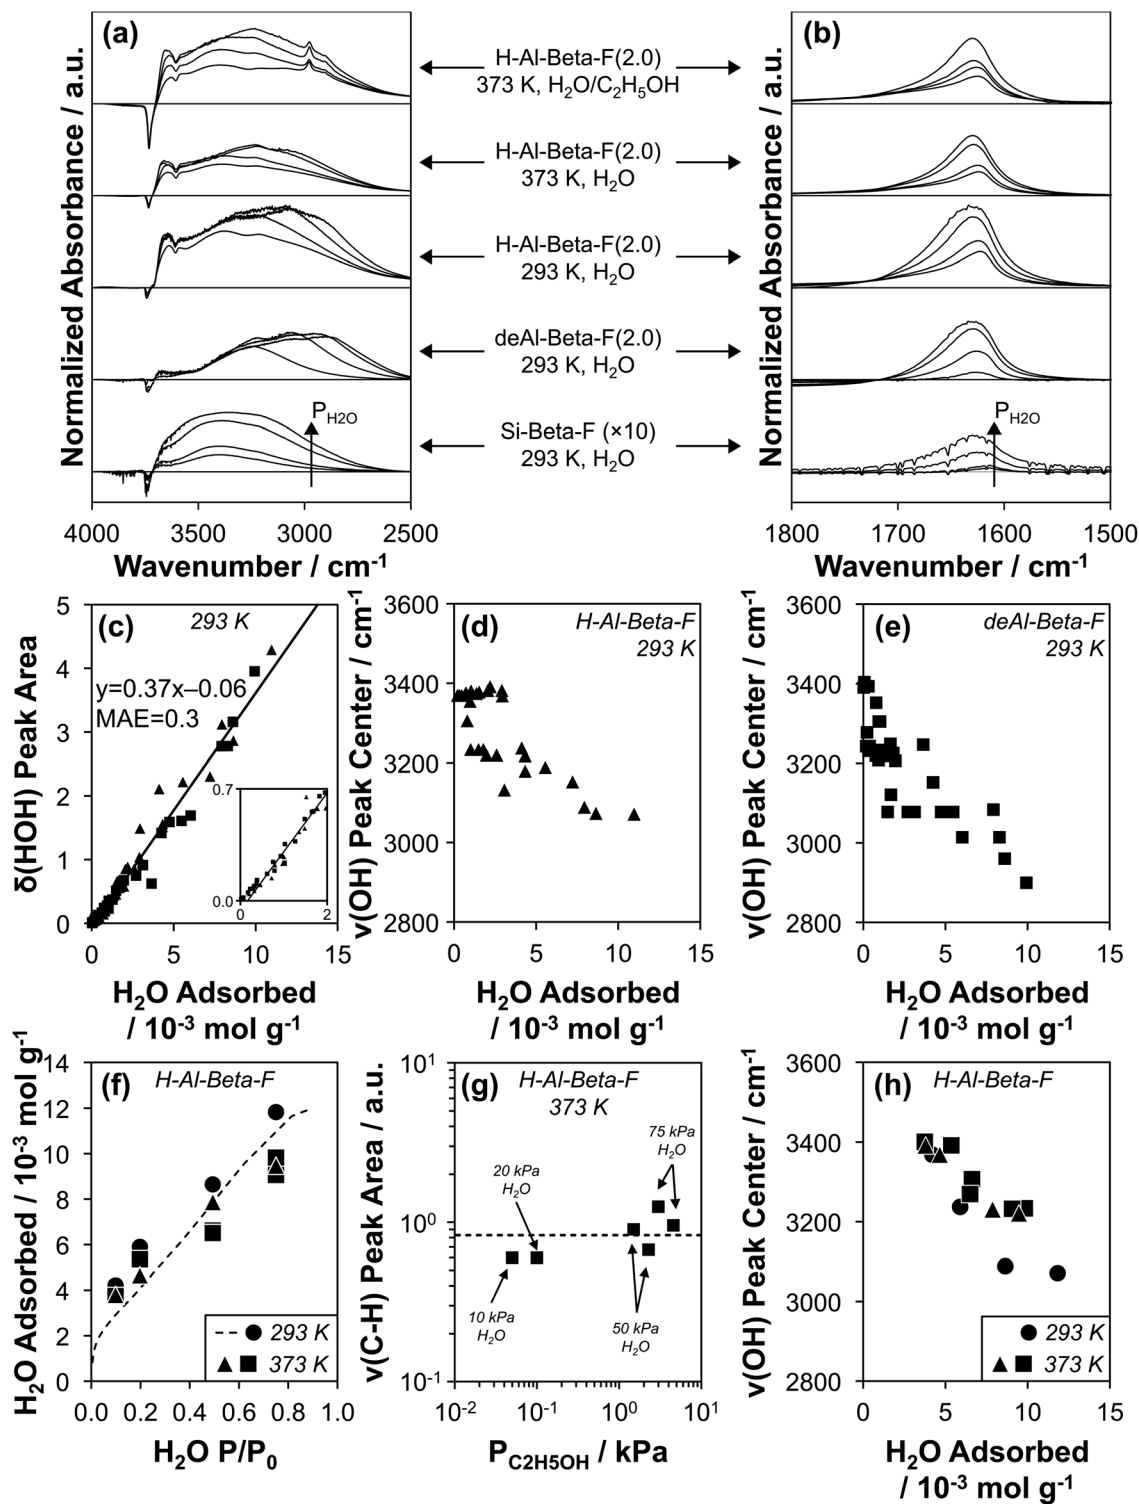 (a)
(b)
Normalized Absorbance / a.u.
Normalized Absorbance / a.u.
H-Al-Beta-F(2.0)
373 K, H₂O/C₂H₅OH
H-Al-Beta-F(2.0)
373 K, H₂O
H-Al-Beta-F(2.0)
293 K, H₂O
deAl-Beta-F(2.0)
293 K, H₂O
Si-Beta-F (×10)
293 K, H₂O
P_H2O
P_H2O
4000 3500 3000 2500
1800 1700 1600 1500
Wavenumber / cm⁻¹
Wavenumber / cm⁻¹
(c)
293 K
y=0.37x–0.06
MAE=0.3
δ(HOH) Peak Area
5
4
3
2
1
0
0.7
0.0
0 2
0 5 10 15
H₂O Adsorbed
/ 10⁻³ mol g⁻¹
(d)
H-Al-Beta-F
293 K
ν(OH) Peak Center / cm⁻¹
3600
3400
3200
3000
2800
0 5 10 15
H₂O Adsorbed
/ 10⁻³ mol g⁻¹
(e)
deAl-Beta-F
293 K
ν(OH) Peak Center / cm⁻¹
3600
3400
3200
3000
2800
0 5 10 15
H₂O Adsorbed
/ 10⁻³ mol g⁻¹
(f)
H-Al-Beta-F
H₂O Adsorbed / 10⁻³ mol g⁻¹
14
12
10
8
6
4
2
0
293 K
373 K
0.0 0.2 0.4 0.6 0.8 1.0
H₂O P/P₀
(g)
H-Al-Beta-F
373 K
ν(C-H) Peak Area / a.u.
10¹
10⁰
10⁻¹
75 kPa
H₂O
20 kPa
H₂O
10 kPa
H₂O
50 kPa
H₂O
10⁻² 10⁻¹ 10⁰ 10¹
P_C2H5OH / kPa
(h)
H-Al-Beta-F
ν(OH) Peak Center / cm⁻¹
3600
3400
3200
3000
2800
293 K
373 K
0 5 10 15
H₂O Adsorbed
/ 10⁻³ mol g⁻¹